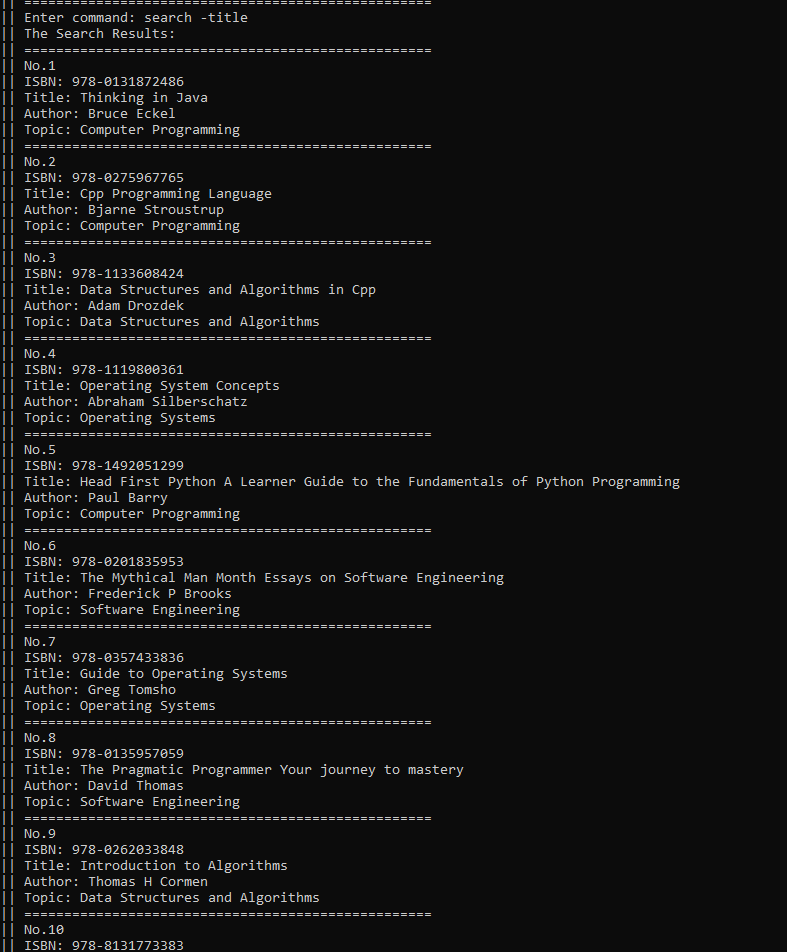 || ===================================================
|| Enter command: search -title
|| The Search Results:
|| ===================================================
|| No.1
|| ISBN: 978-0131872486
|| Title: Thinking in Java
|| Author: Bruce Eckel
|| Topic: Computer Programming
|| ===================================================
|| No.2
|| ISBN: 978-0275967765
|| Title: Cpp Programming Language
|| Author: Bjarne Stroustrup
|| Topic: Computer Programming
|| ===================================================
|| No.3
|| ISBN: 978-1133608424
|| Title: Data Structures and Algorithms in Cpp
|| Author: Adam Drozdek
|| Topic: Data Structures and Algorithms
|| ===================================================
|| No.4
|| ISBN: 978-1119800361
|| Title: Operating System Concepts
|| Author: Abraham Silberschatz
|| Topic: Operating Systems
|| ===================================================
|| No.5
|| ISBN: 978-1492051299
|| Title: Head First Python A Learner Guide to the Fundamentals of Python Programming
|| Author: Paul Barry
|| Topic: Computer Programming
|| ===================================================
|| No.6
|| ISBN: 978-0201835953
|| Title: The Mythical Man Month Essays on Software Engineering
|| Author: Frederick P Brooks
|| Topic: Software Engineering
|| ===================================================
|| No.7
|| ISBN: 978-0357433836
|| Title: Guide to Operating Systems
|| Author: Greg Tomsho
|| Topic: Operating Systems
|| ===================================================
|| No.8
|| ISBN: 978-0135957059
|| Title: The Pragmatic Programmer Your journey to mastery
|| Author: David Thomas
|| Topic: Software Engineering
|| ===================================================
|| No.9
|| ISBN: 978-0262033848
|| Title: Introduction to Algorithms
|| Author: Thomas H Cormen
|| Topic: Data Structures and Algorithms
|| ===================================================
|| No.10
|| ISBN: 978-8131773383